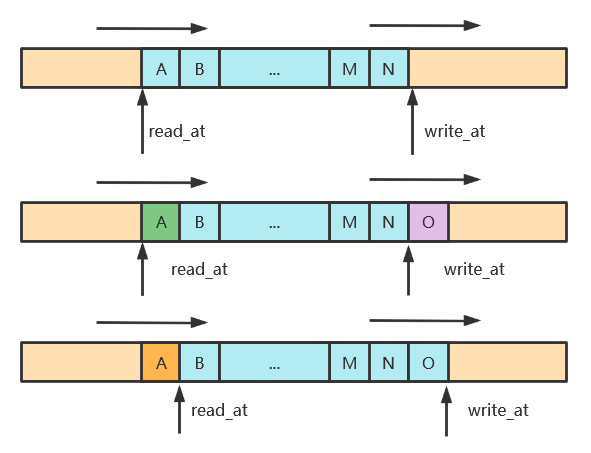 A B ... M N
read_at write_at
A B ... M N O
read_at write_at
A B ... M N O
read_at write_at